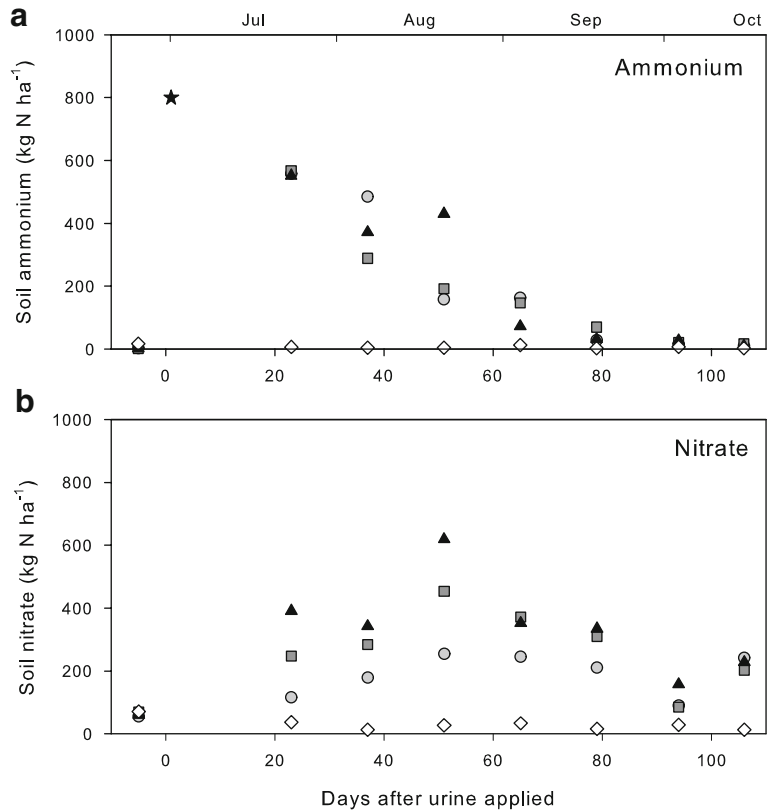 a
Jul Aug Sep Oct
1000
Ammonium
800
600
400
200
0
Soil ammonium (kg N ha-1)
0 20 40 60 80 100
b
1000
Nitrate
800
600
400
200
0
Soil nitrate (kg N ha-1)
0 20 40 60 80 100
Days after urine applied